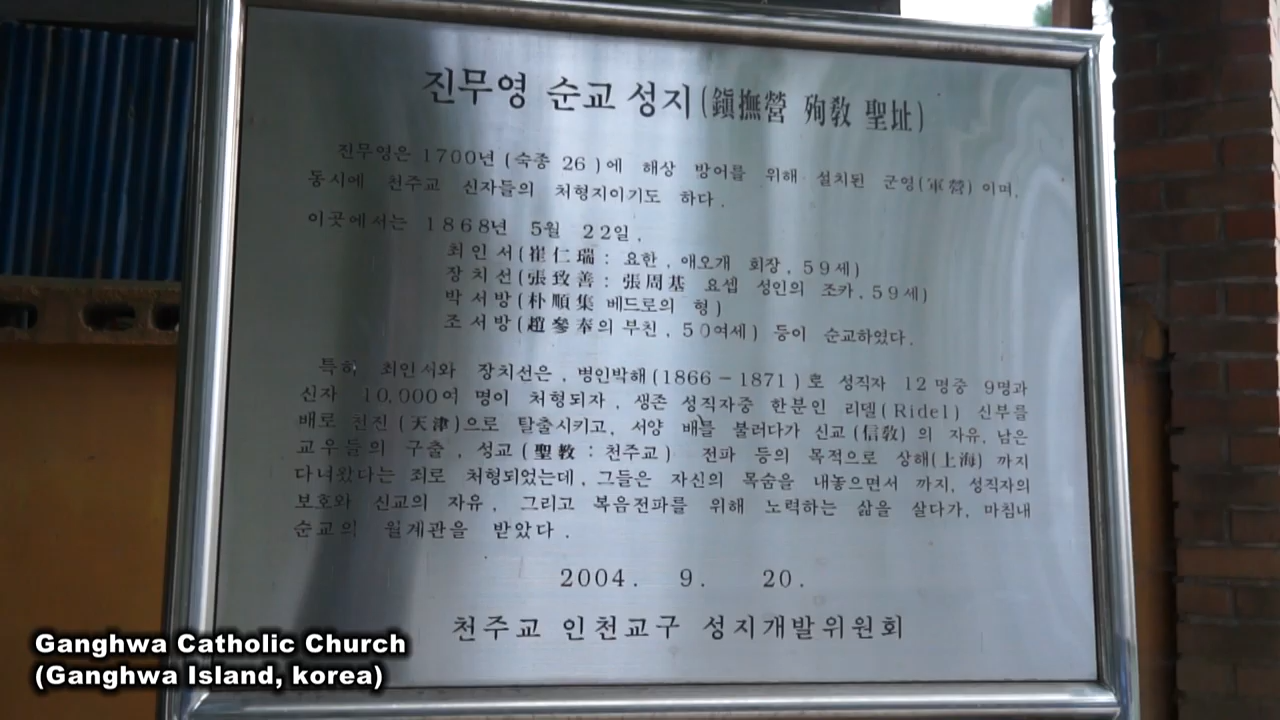 진무영 순교 성지(鎭撫營 殉敎 聖址)
진무영은 1700년 (숙종 26 )에 해상 방어를 위해 설치된 군영(軍營) 이며,
동시에 천주교 신자들의 처형지이기도 하다.
이곳에서는 1868년 5월 22일,
최 인 서(崔仁瑞 : 요한, 애오개 회장, 59세)
장 치 선(張致善 : 張周基 요셉 성인의 조카, 59세)
박 서 방(朴順集 베드로의 형 )
조 서 방(趙參奉의 부친, 50여세) 등이 순교하였다.
특히 최인서와 장치선은, 병인박해(1866 - 1871 )로 성직자 12명중 9명과
신자 10,000여 명이 처형되자, 생존 성직자중 한분인 리델(Ridel) 신부를
배로 천진 (天津)으로 탈출시키고, 서양 배를 불러다가 신교(信敎) 의 자유, 남은
교우들의 구출, 성교(聖教 : 천주교) 전파 등의 목적으로 상해(上海) 까지
다녀왔다는 죄로 처형되었는데, 그들은 자신의 목숨을 내놓으면서 까지, 성직자의
보호와 신교의 자유, 그리고 복음전파를 위해 노력하는 삶을 살다가, 마침내
순교의 월계관을 받았다.
2004. 9. 20.
천주교 인천교구 성지개발위원회
Ganghwa Catholic Church
(Ganghwa Island, korea)